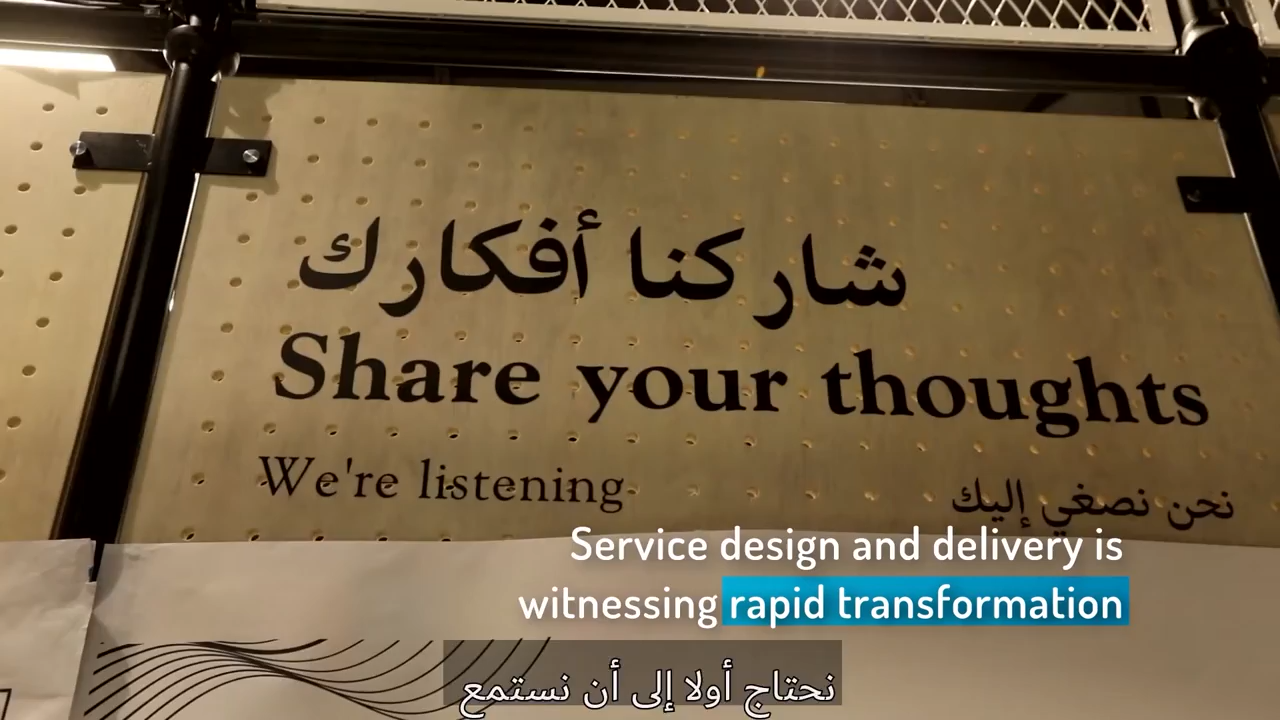 شاركنا أفكارك
Share your thoughts
We're listening
نحن نصغي إليك
Service design and delivery is
witnessing rapid transformation
نحتاج أولا إلى أن نستمع